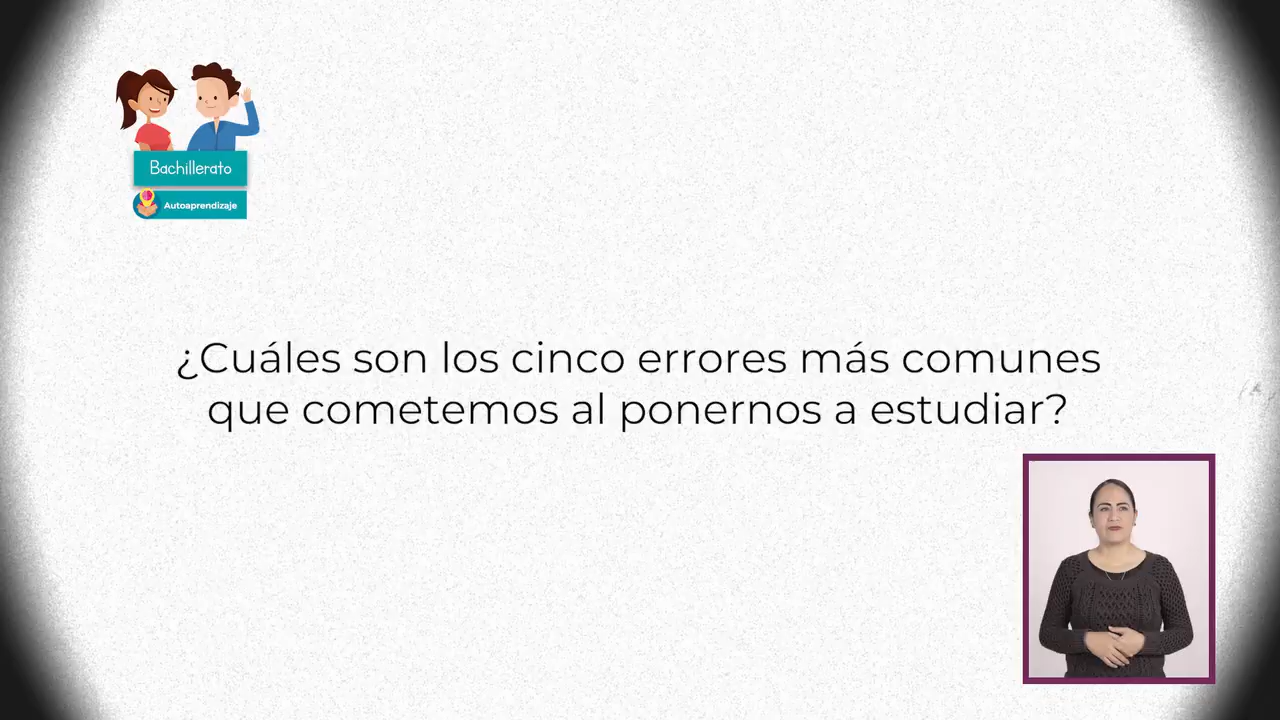 Bachillerato
Autoaprendizaje
¿Cuáles son los cinco errores más comunes
que cometemos al ponernos a estudiar?